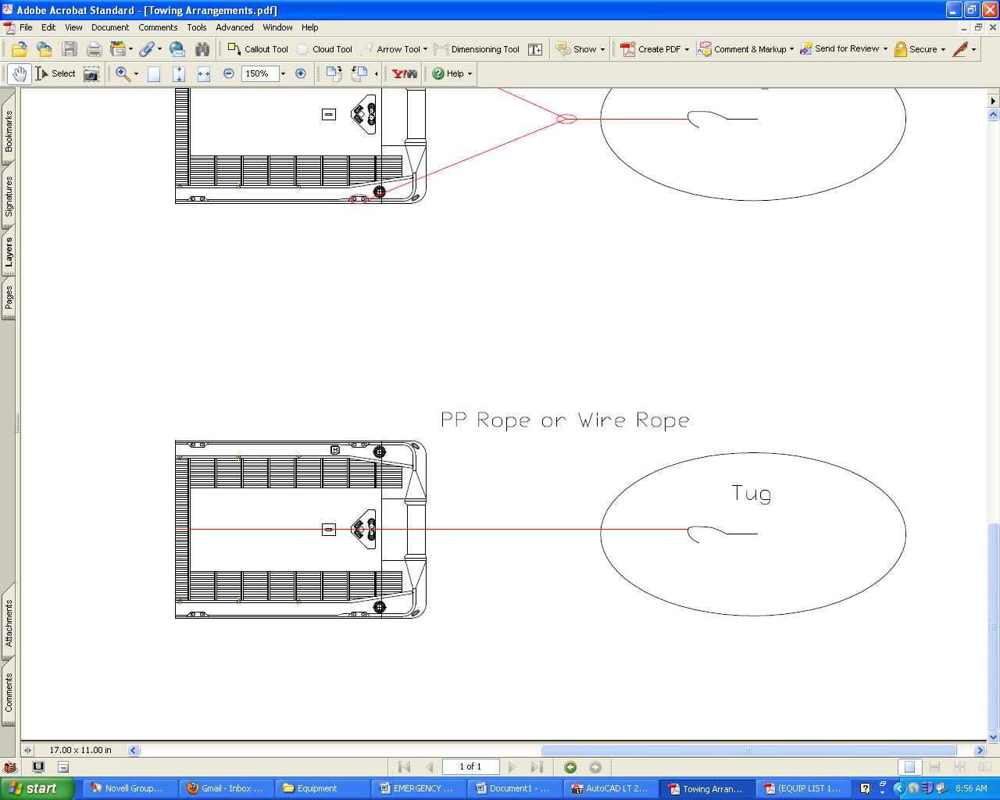 Adobe Acrobat Standard - [Towing Arrangements.pdf]
File Edit View Document Comments Tools Advanced Window Help
Callout Tool Cloud Tool Arrow Tool Dimensioning Tool T Show Create PDF Comment & Markup Send for Review Secure
Select 150% Y! Help
Bookmarks
Signatures
Layers
Pages
Attachments
Comments
PP Rope or Wire Rope
H
Tug
17.00 x 11.00 in
1 of 1
start Novell Group... Gmail - Inbox ... Equipment EMERGENCY ... Document1 - ... AutoCAD LT 2... Towing Arran... (EQUIP LIST 1... 8:56 AM